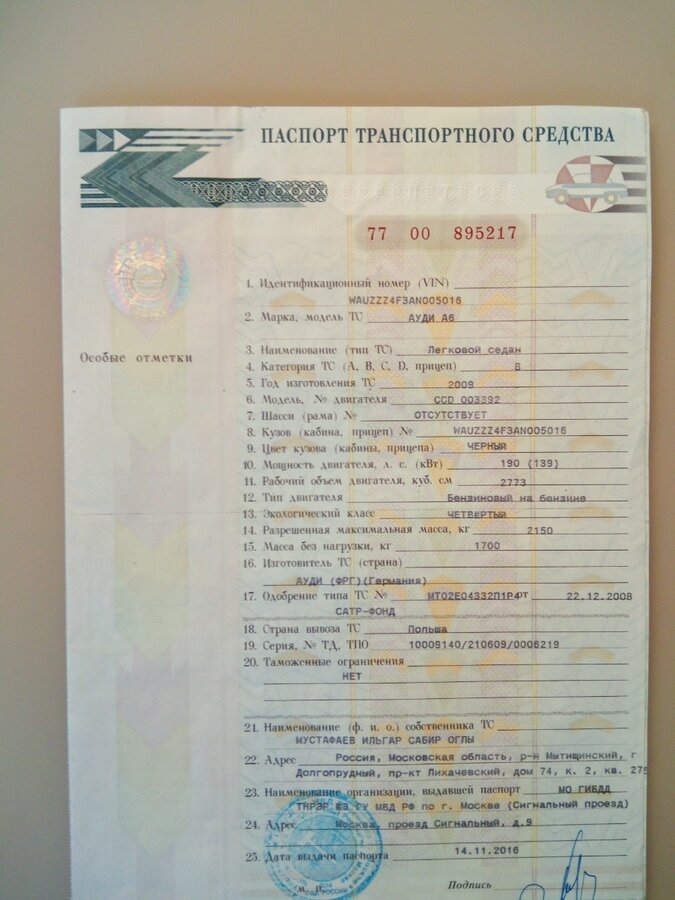 ПАСПОРТ ТРАНСПОРТНОГО СРЕДСТВА
77 00 895217
Особые отметки
1. Идентификационный номер (VIN)
WAUZZZ4F3AN005016
2. Марка, модель ТС АУДИ А6
3. Наименование (тип ТС) Легковой седан
4. Категория ТС (A, B, C, D, прицеп) B
5. Год изготовления ТС 2009
6. Модель, № двигателя CCD 003392
7. Шасси (рама) № ОТСУТСТВУЕТ
8. Кузов (кабина, прицеп) № WAUZZZ4F3AN005016
9. Цвет кузова (кабины, прицепа) ЧЕРНЫЙ
10. Мощность двигателя, л. с. (кВт) 190 (139)
11. Рабочий объем двигателя, куб. см 2773
12. Тип двигателя Бензиновый на бензине
13. Экологический класс ЧЕТВЕРТЫЙ
14. Разрешенная максимальная масса, кг 2150
15. Масса без нагрузки, кг 1700
16. Изготовитель ТС (страна)
АУДИ (ФРГ)(Германия)
17. Одобрение типа ТС № МТ02Е04332П1Р4 от 22.12.2008
САТР-ФОНД
18. Страна вывоза ТС Польша
19. Серия, № ТД, ТПО 10009140/210609/0006219
20. Таможенные ограничения
НЕТ
21. Наименование (ф. и. о.) собственника ТС
МУСТАФАЕВ ИЛЬГАР САБИР ОГЛЫ
22. Адрес Россия, Московская область, р-н Мытищинский, г
Долгопрудный, пр-кт Лихачевский, дом 74, к. 2, кв. 275
23. Наименование организации, выдавшей паспорт МО ГИБДД
ТНРЭР ГУ МВД РФ по г. Москве (Сигнальный проезд)
24. Адрес Москва, проезд Сигнальный, д.9
25. Дата выдачи паспорта 14.11.2016
М. П. Подпись